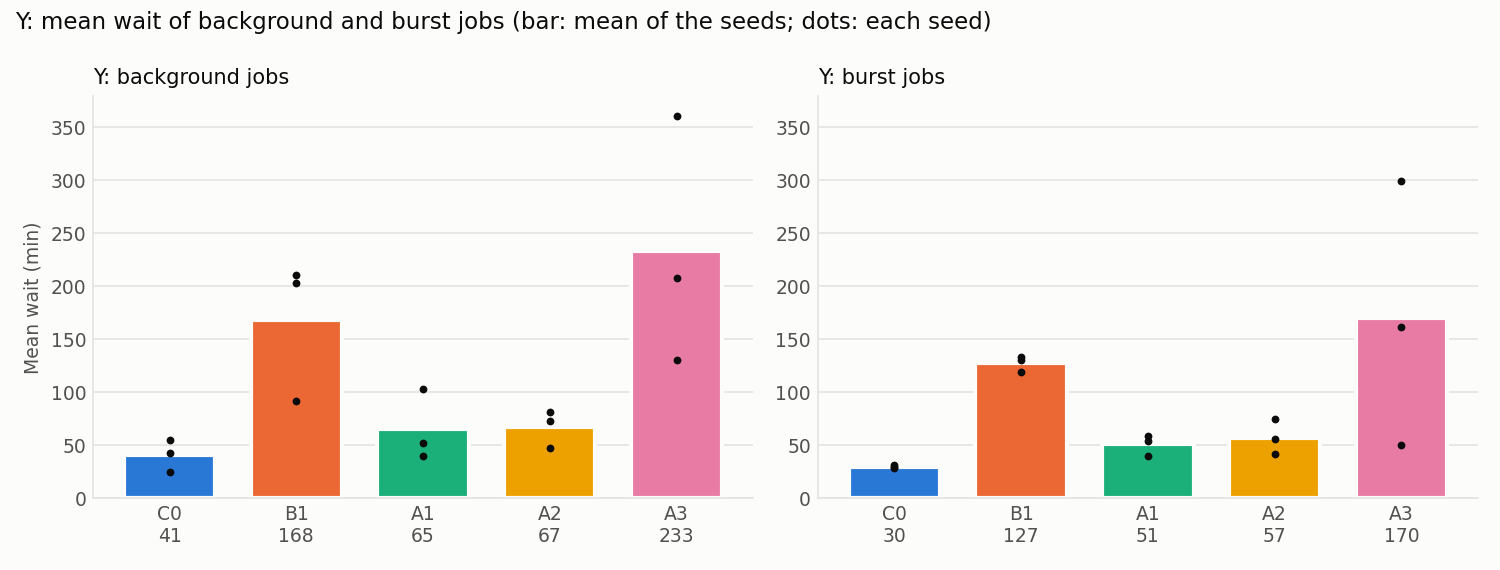 Y: mean wait of background and burst jobs (bar: mean of the seeds; dots: each seed)
Y: background jobs
Mean wait (min)
350
300
250
200
150
100
50
0
C0 B1 A1 A2 A3
41 168 65 67 233
Y: burst jobs
350
300
250
200
150
100
50
0
C0 B1 A1 A2 A3
30 127 51 57 170